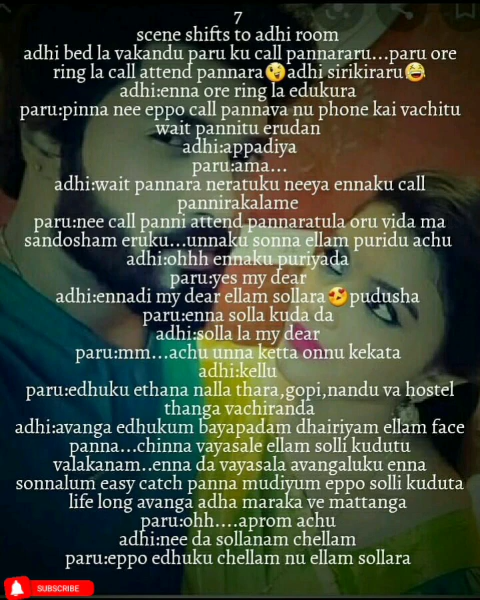 7
scene shifts to adhi room
adhi bed la vakandu paru ku call pannararu...paru ore
ring la call attend pannara😜adhi sirikiraru😂
adhi:enna ore ring la edukura
paru:pinna nee eppo call pannava nu phone kai vachitu
wait pannitu erudan
adhi:appadiya
paru:ama...
adhi:wait pannara neratuku neeya ennaku call
pannirakalame
paru:nee call panni attend pannaratula oru vida ma
sandosham eruku...unnaku sonna ellam puridu achu
adhi:ohhh ennaku puriyada
paru:yes my dear
adhi:ennadi my dear ellam sollara😍pudusha
paru:enna solla kuda da
adhi:solla la my dear
paru:mm...achu unna ketta onnu kekata
adhi:kellu
paru:edhuku ethana nalla thara,gopi,nandu va hostel
thanga vachiranda
adhi:avanga edhukum bayapadam dhairiyam ellam face
panna...chinna vayasale ellam solli kudutu
valakanam..enna da vayasala avangaluku enna
sonnalum easy catch panna mudiyum eppo solli kuduta
life long avanga adha maraka ve mattanga
paru:ohh....aprom achu
adhi:nee da sollanam chellam
paru:eppo edhuku chellam nu ellam sollara
SUBSCRIBE